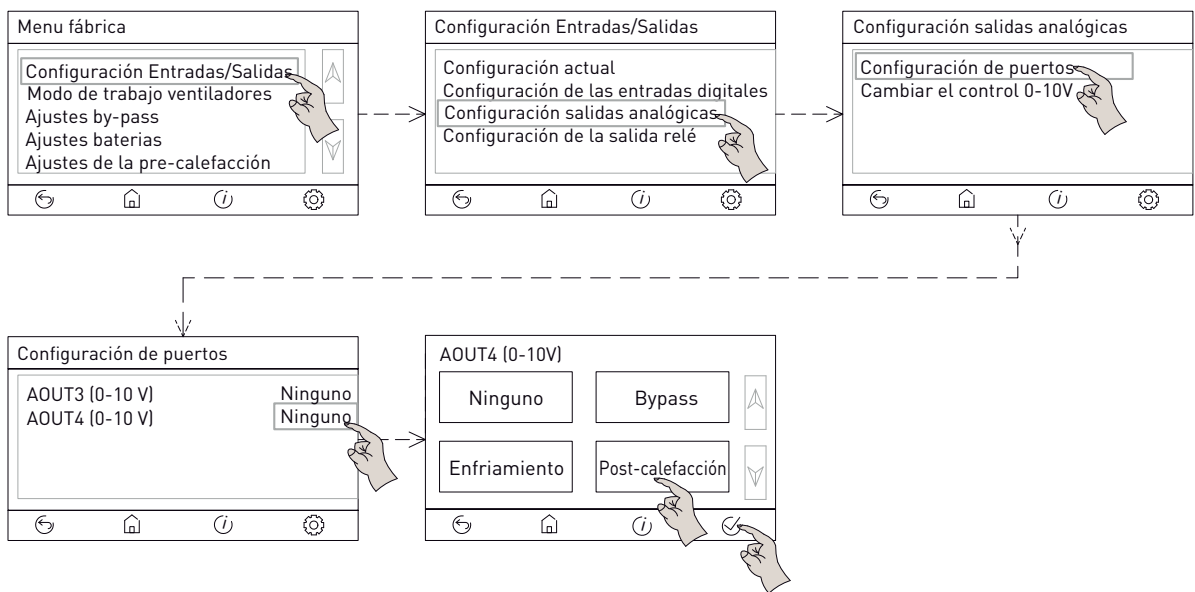 Menu fábrica
Configuración Entradas/Salidas
Modo de trabajo ventiladores
Ajustes by-pass
Ajustes baterias
Ajustes de la pre-calefacción
Configuración Entradas/Salidas
Configuración actual
Configuración de las entradas digitales
Configuración salidas analógicas
Configuración de la salida relé
Configuración salidas analógicas
Configuración de puertos
Cambiar el control 0-10V
Configuración de puertos
AOUT3 (0-10 V) Ninguno
AOUT4 (0-10 V) Ninguno
AOUT4 (0-10V)
Ninguno Bypass
Enfriamiento Post-calefacción